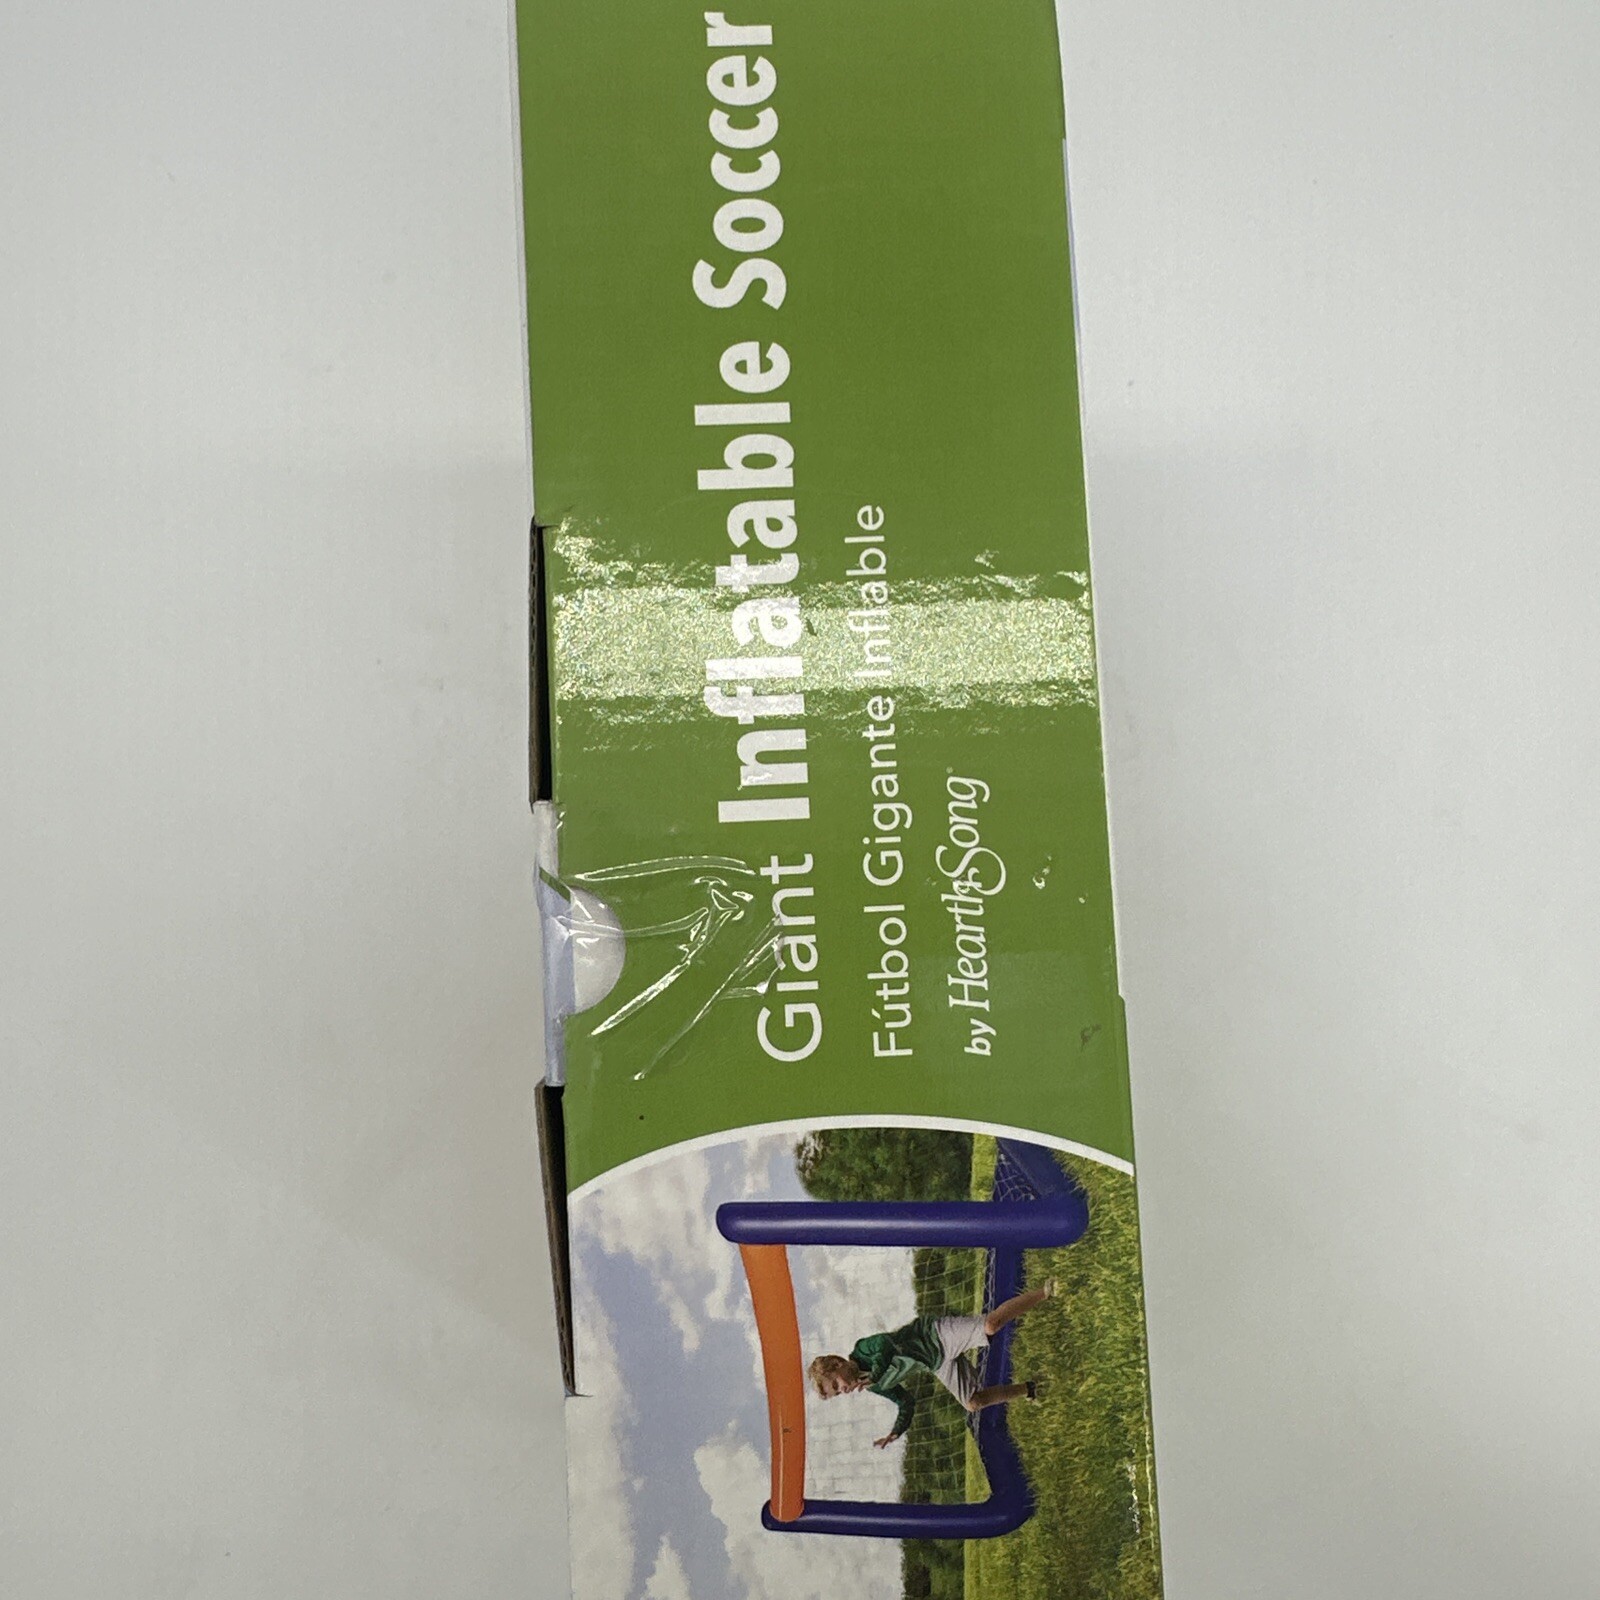 Giant Inflatable Soccer
Fútbol Gigante Inflable
by HearthSong